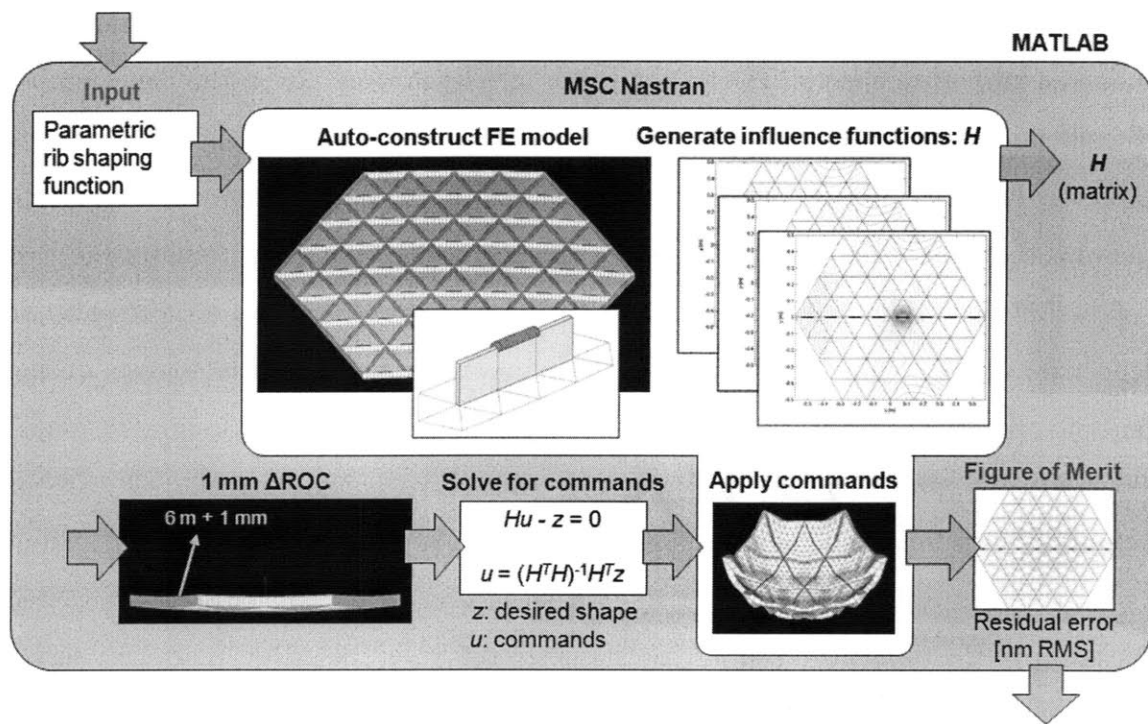 MATLAB
Input
MSC Nastran
Parametric
rib shaping
function
Auto-construct FE model
Generate influence functions: H
H
(matrix)
1 mm ΔROC
6 m + 1 mm
Solve for commands
Hu - z = 0
u = (HᵀH)⁻¹Hᵀz
z: desired shape
u: commands
Apply commands
Figure of Merit
Residual error
[nm RMS]